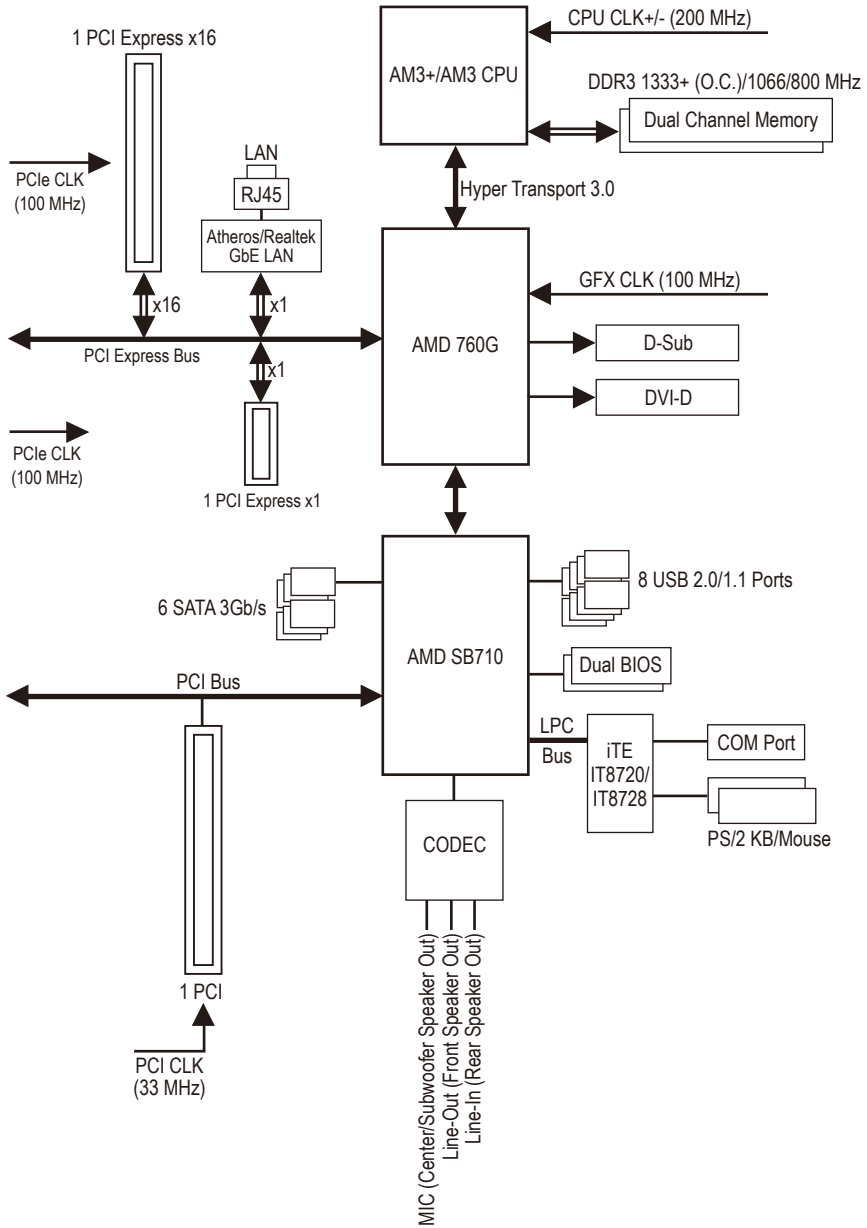 1 PCI Express x16
CPU CLK+/- (200 MHz)
AM3+/AM3 CPU
DDR3 1333+ (O.C.)/1066/800 MHz
Dual Channel Memory
PCIe CLK
(100 MHz)
LAN
RJ45
Atheros/Realtek
GbE LAN
Hyper Transport 3.0
x16
x1
PCI Express Bus
x1
AMD 760G
GFX CLK (100 MHz)
D-Sub
DVI-D
PCIe CLK
(100 MHz)
1 PCI Express x1
6 SATA 3Gb/s
AMD SB710
8 USB 2.0/1.1 Ports
Dual BIOS
PCI Bus
LPC
Bus
iTE
IT8720/
IT8728
COM Port
PS/2 KB/Mouse
CODEC
1 PCI
PCI CLK
(33 MHz)
MIC (Center/Subwoofer Speaker Out)
Line-Out (Front Speaker Out)
Line-In (Rear Speaker Out)